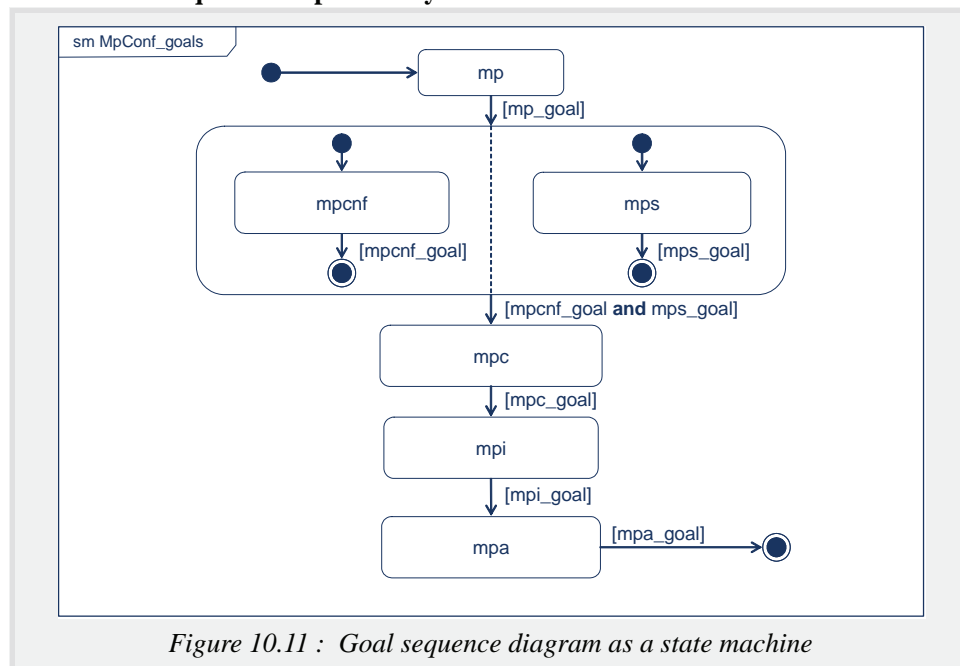 sm MpConf_goals
mp
[mp_goal]
mpcnf
mps
[mpcnf_goal]
[mps_goal]
[mpcnf_goal and mps_goal]
mpc
[mpc_goal]
mpi
[mpi_goal]
mpa
[mpa_goal]
Figure 10.11 : Goal sequence diagram as a state machine